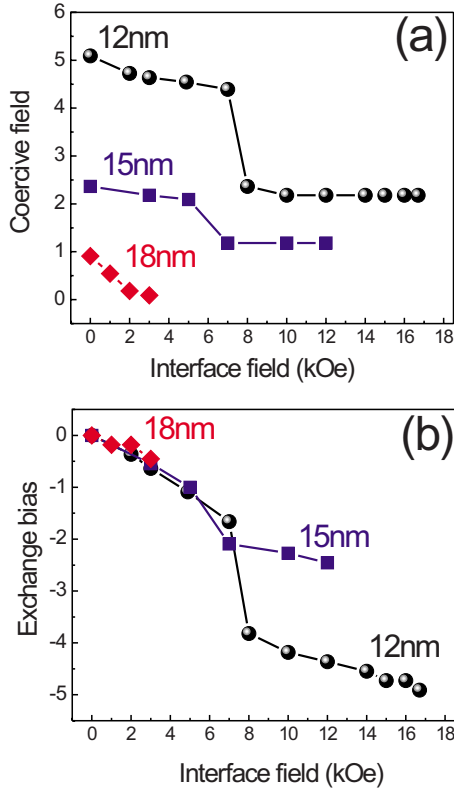 (a)
12nm
15nm
18nm
Coercive field
6
5
4
3
2
1
0
0 2 4 6 8 10 12 14 16 18
Interface field (kOe)
(b)
18nm
15nm
12nm
Exchange bias
0
-1
-2
-3
-4
-5
0 2 4 6 8 10 12 14 16 18
Interface field (kOe)